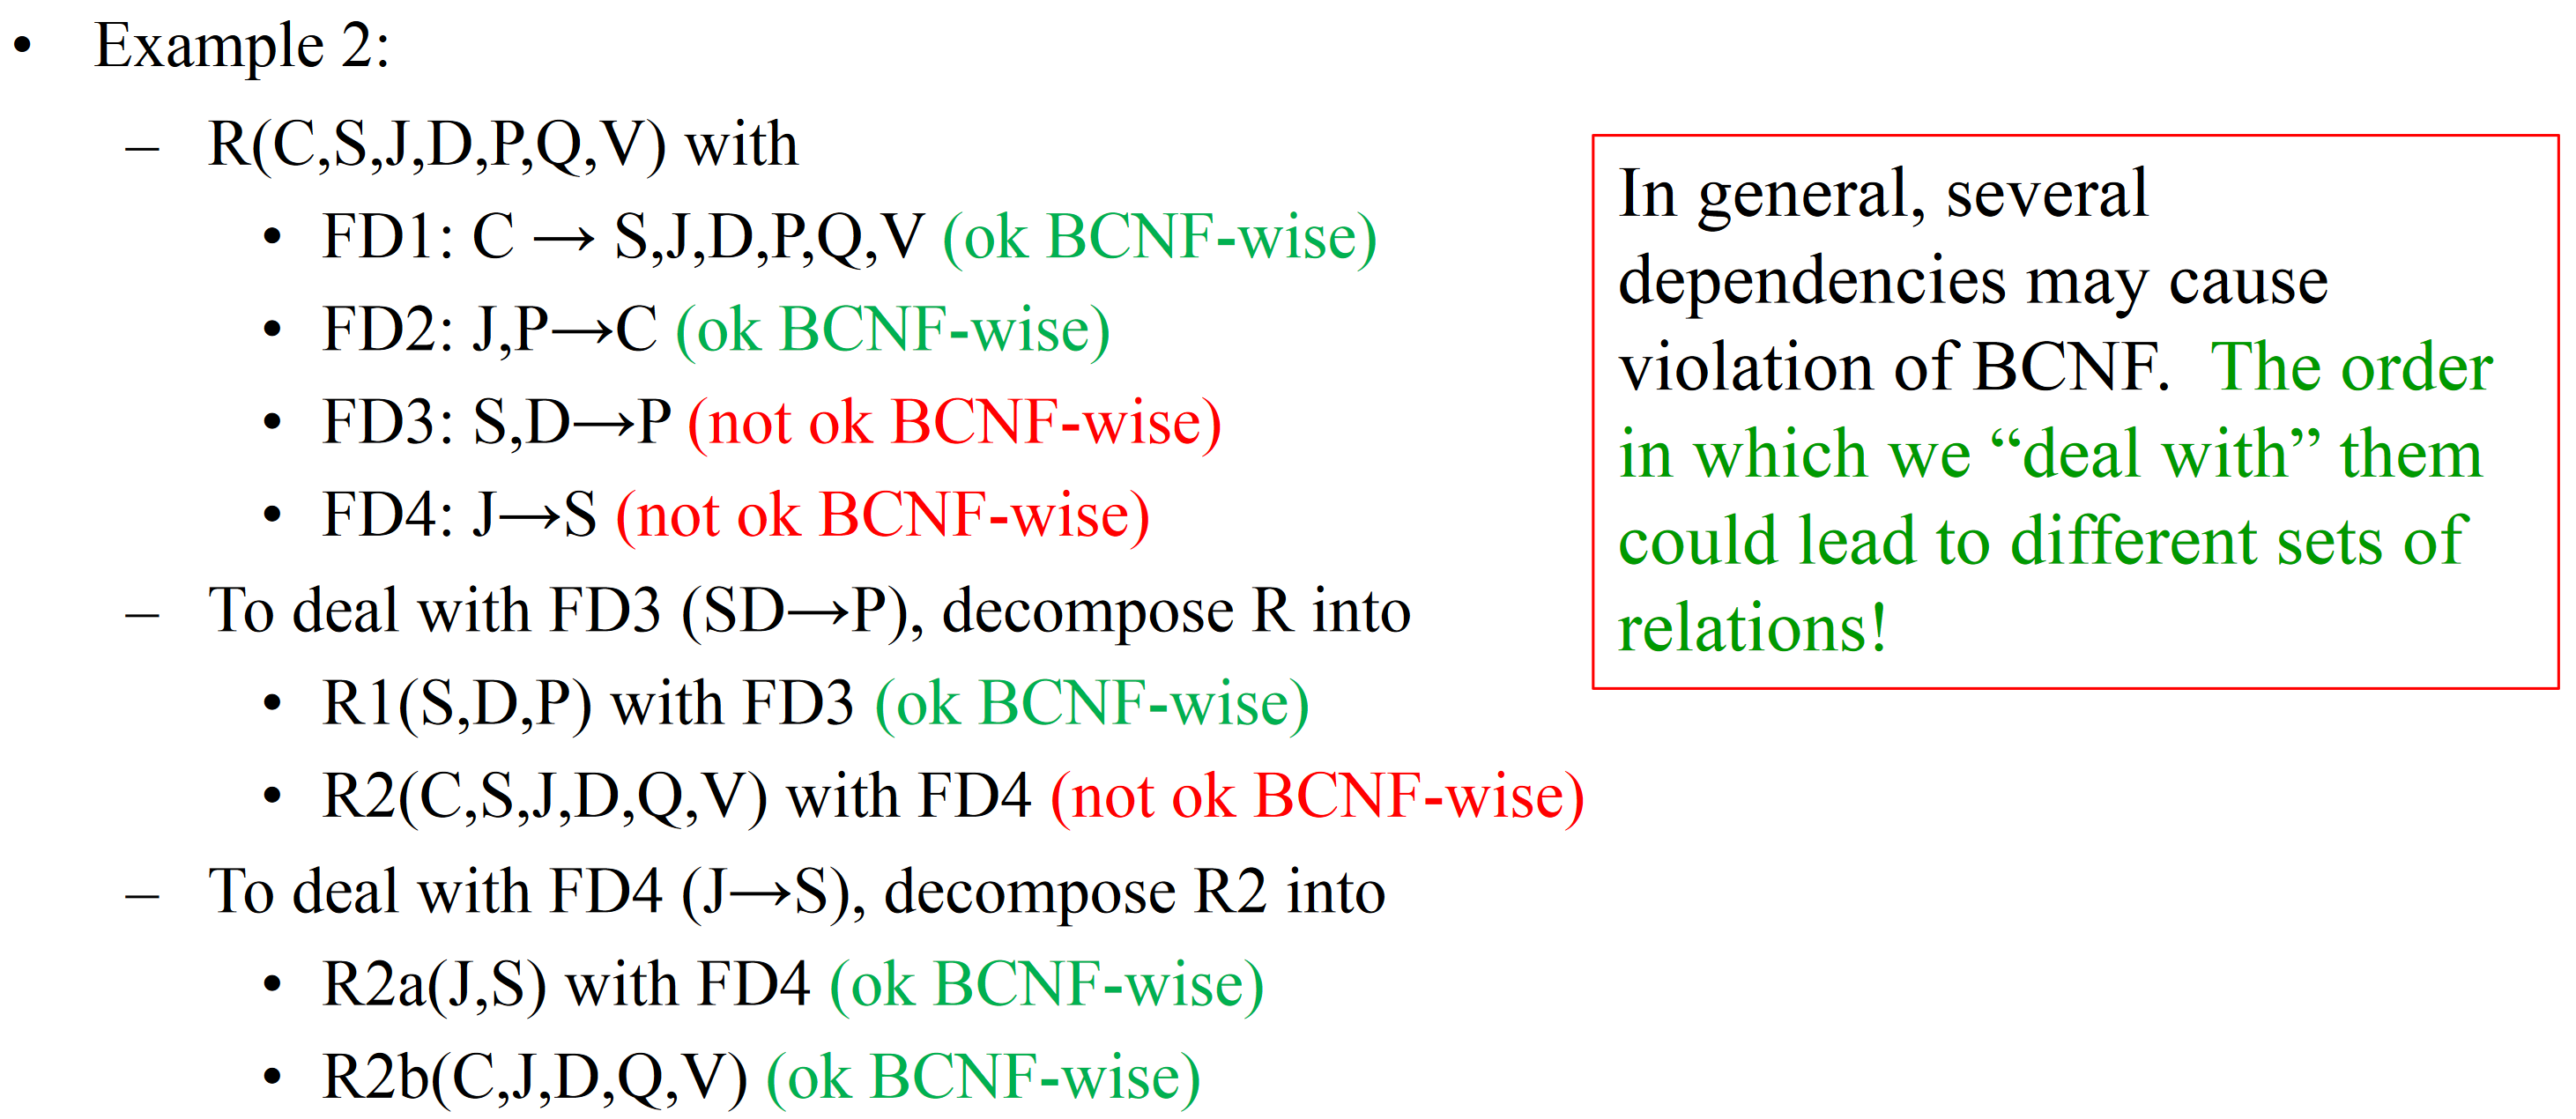 • Example 2:
– R(C,S,J,D,P,Q,V) with
• FD1: C → S,J,D,P,Q,V (ok BCNF-wise)
• FD2: J,P→C (ok BCNF-wise)
• FD3: S,D→P (not ok BCNF-wise)
• FD4: J→S (not ok BCNF-wise)
– To deal with FD3 (SD→P), decompose R into
• R1(S,D,P) with FD3 (ok BCNF-wise)
• R2(C,S,J,D,Q,V) with FD4 (not ok BCNF-wise)
– To deal with FD4 (J→S), decompose R2 into
• R2a(J,S) with FD4 (ok BCNF-wise)
• R2b(C,J,D,Q,V) (ok BCNF-wise)
In general, several
dependencies may cause
violation of BCNF. The order
in which we “deal with” them
could lead to different sets of
relations!